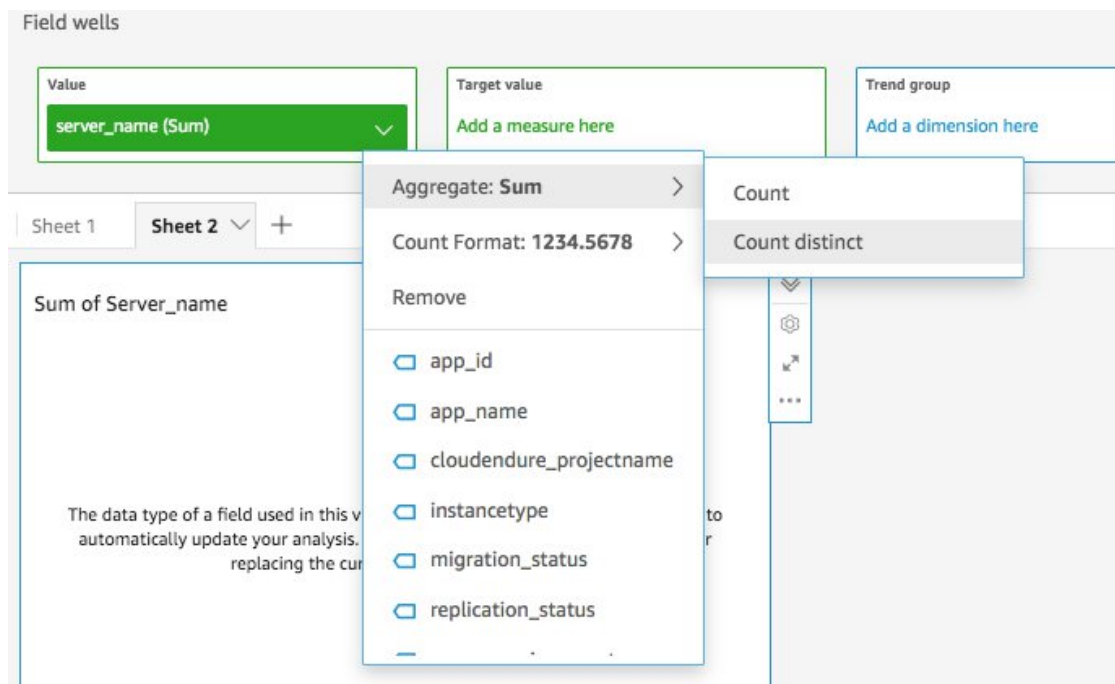 Field wells
Value
server_name (Sum)
Target value
Add a measure here
Trend group
Add a dimension here
Aggregate: Sum
Count Format: 1234.5678
Remove
app_id
app_name
cloudendure_projectname
instancetype
migration_status
replication_status
Count
Count distinct
Sheet 1
Sheet 2
Sum of Server_name
The data type of a field used in this v
to
automatically update your analysis.
r
replacing the cur